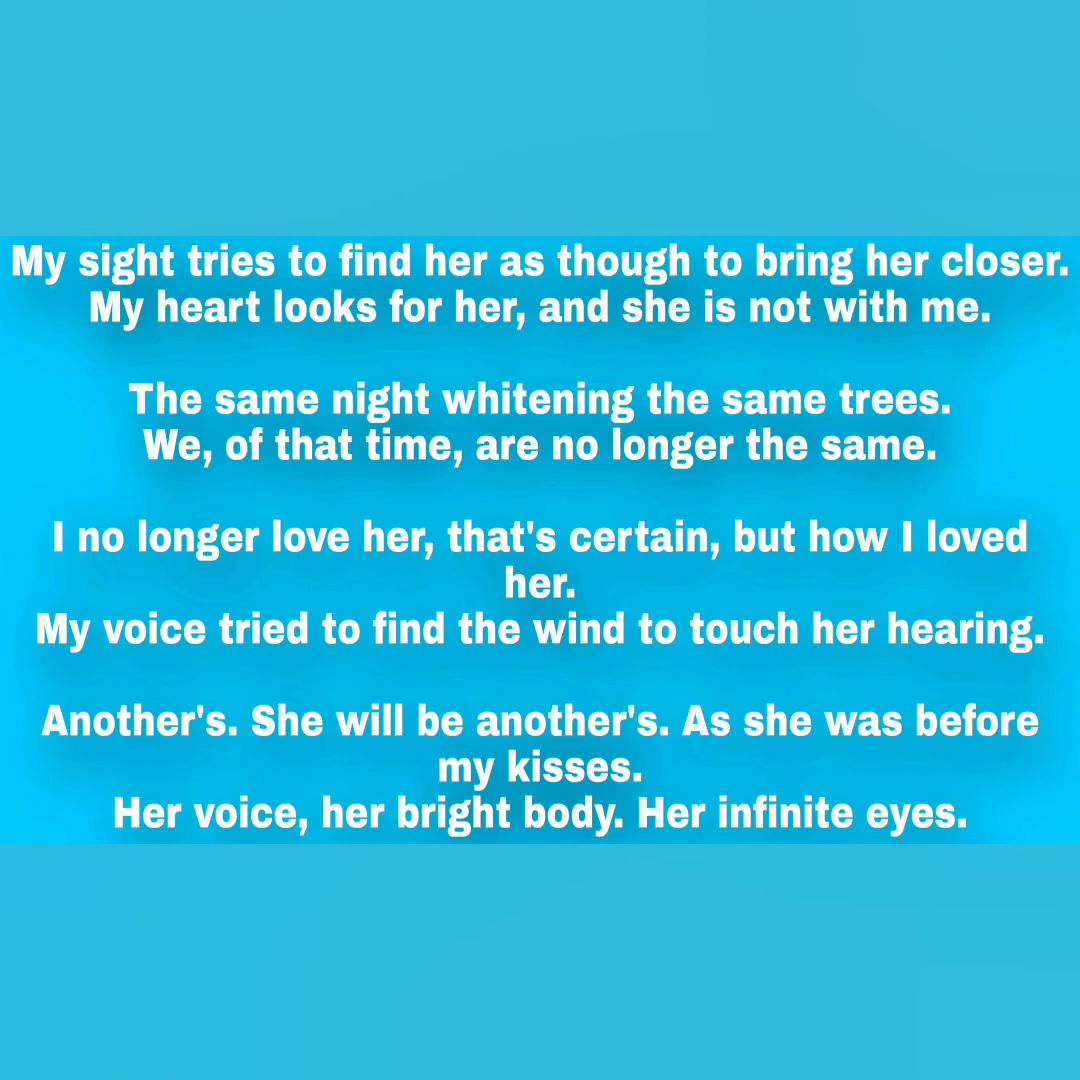 My sight tries to find her as though to bring her closer.
My heart looks for her, and she is not with me.
The same night whitening the same trees.
We, of that time, are no longer the same.
I no longer love her, that's certain, but how I loved
her.
My voice tried to find the wind to touch her hearing.
Another's. She will be another's. As she was before
my kisses.
Her voice, her bright body. Her infinite eyes.